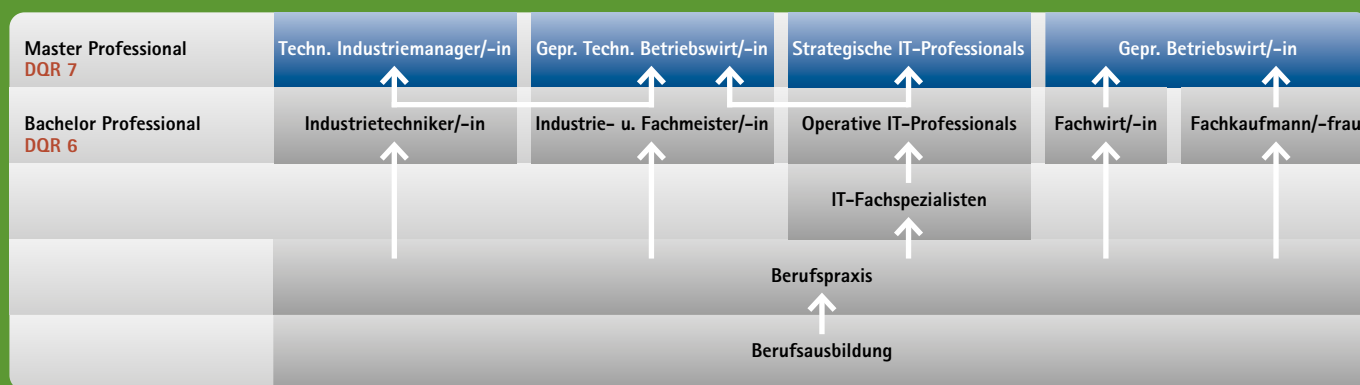 Master Professional
DQR 7
Techn. Industriemanager/-in
Gepr. Techn. Betriebswirt/-in
Strategische IT-Professionals
Gepr. Betriebswirt/-in
Bachelor Professional
DQR 6
Industrietechniker/-in
Industrie- u. Fachmeister/-in
Operative IT-Professionals
Fachwirt/-in
Fachkaufmann/-frau
IT-Fachspezialisten
Berufspraxis
Berufsausbildung